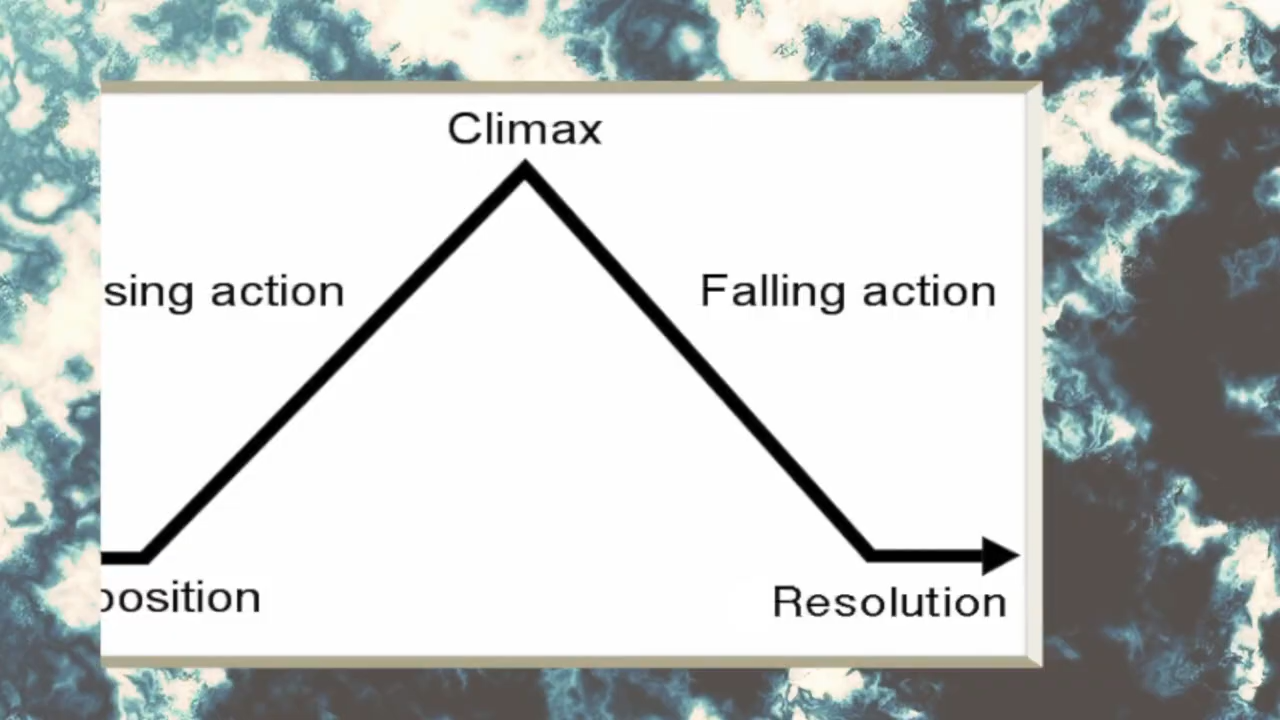 Climax
sing action
Falling action
position
Resolution